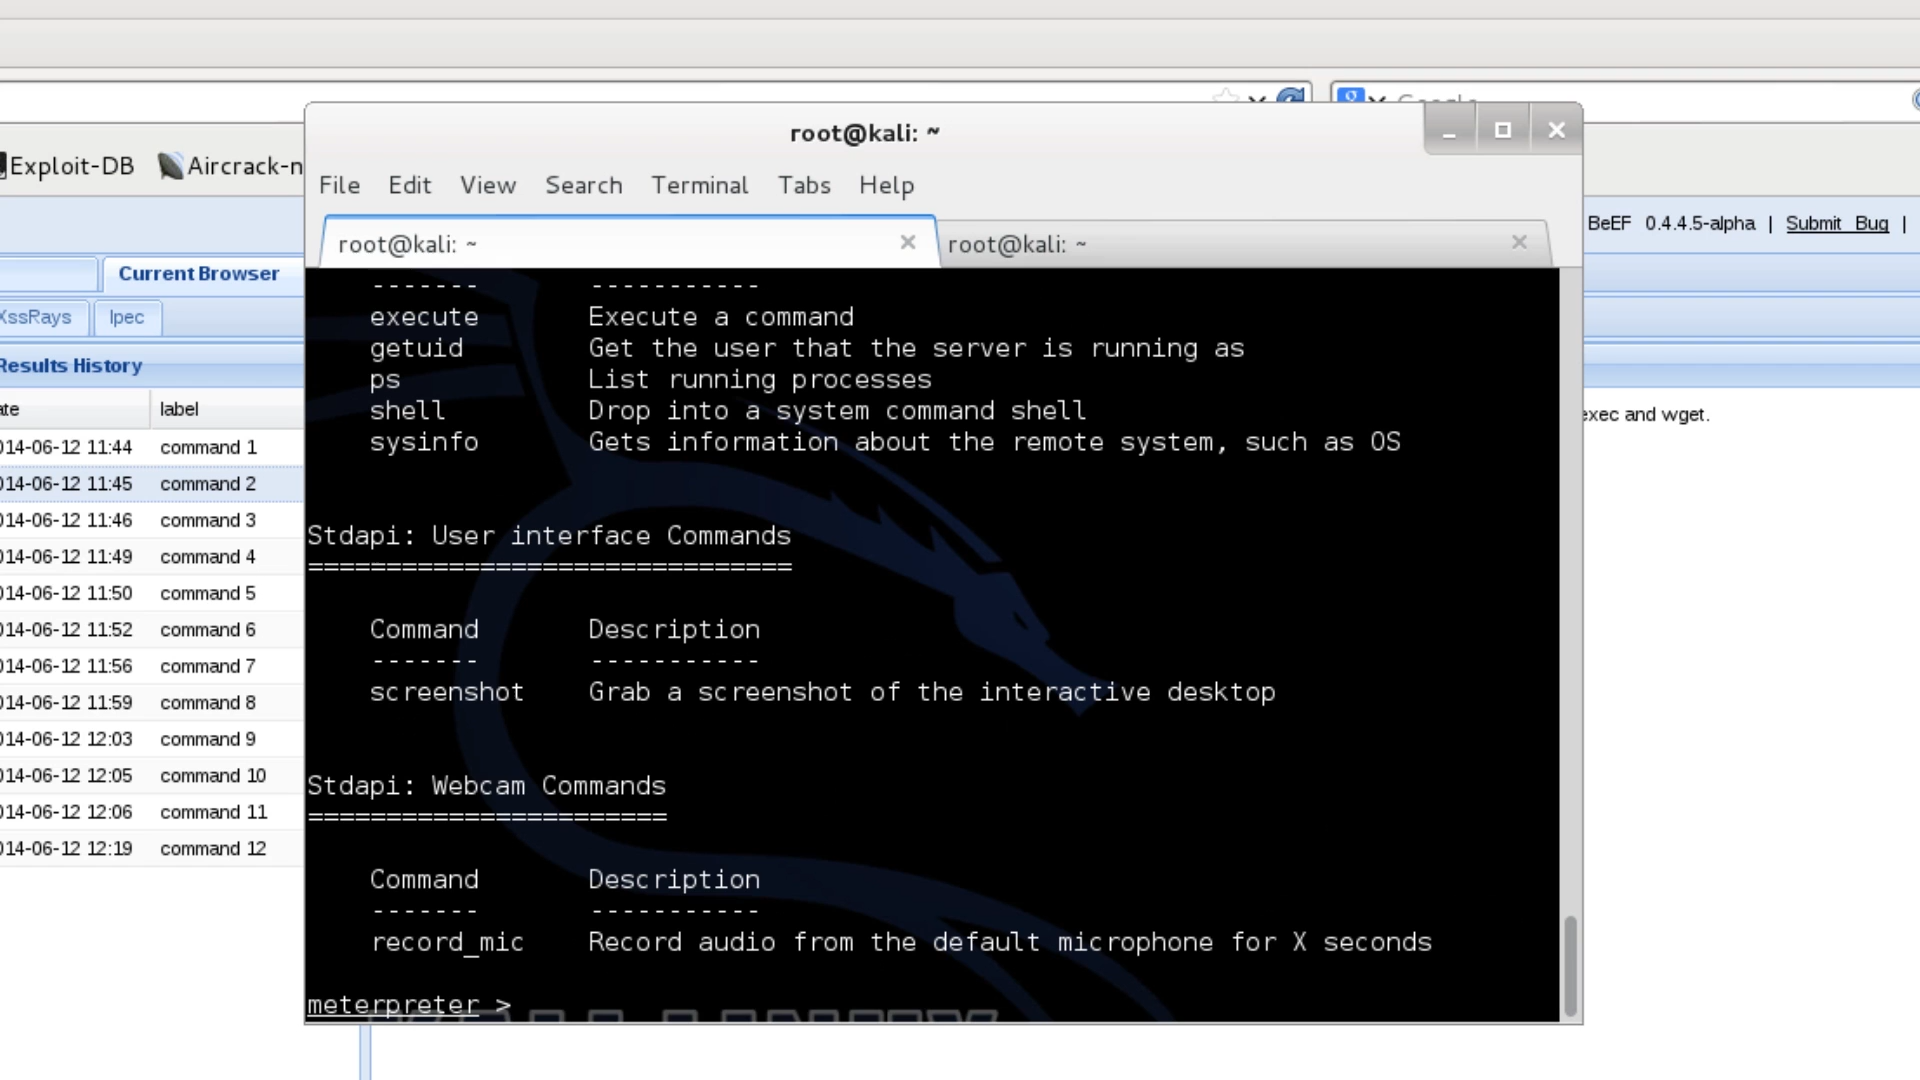 Google
root@kali: ~
Exploit-DB Aircrack-n
File Edit View Search Terminal Tabs Help
BeEF 0.4.4.5-alpha | Submit Bug |
root@kali: ~ root@kali: ~
Current Browser
XssRays Ipec
Results History
ate label
014-06-12 11:44 command 1
014-06-12 11:45 command 2
014-06-12 11:46 command 3
014-06-12 11:49 command 4
014-06-12 11:50 command 5
014-06-12 11:52 command 6
014-06-12 11:56 command 7
014-06-12 11:59 command 8
014-06-12 12:03 command 9
014-06-12 12:05 command 10
014-06-12 12:06 command 11
014-06-12 12:19 command 12
------- -----------
execute Execute a command
getuid Get the user that the server is running as
ps List running processes
shell Drop into a system command shell
sysinfo Gets information about the remote system, such as OS
Stdapi: User interface Commands
===============================
Command Description
------- -----------
screenshot Grab a screenshot of the interactive desktop
Stdapi: Webcam Commands
=======================
Command Description
------- -----------
record_mic Record audio from the default microphone for X seconds
meterpreter >
exec and wget.